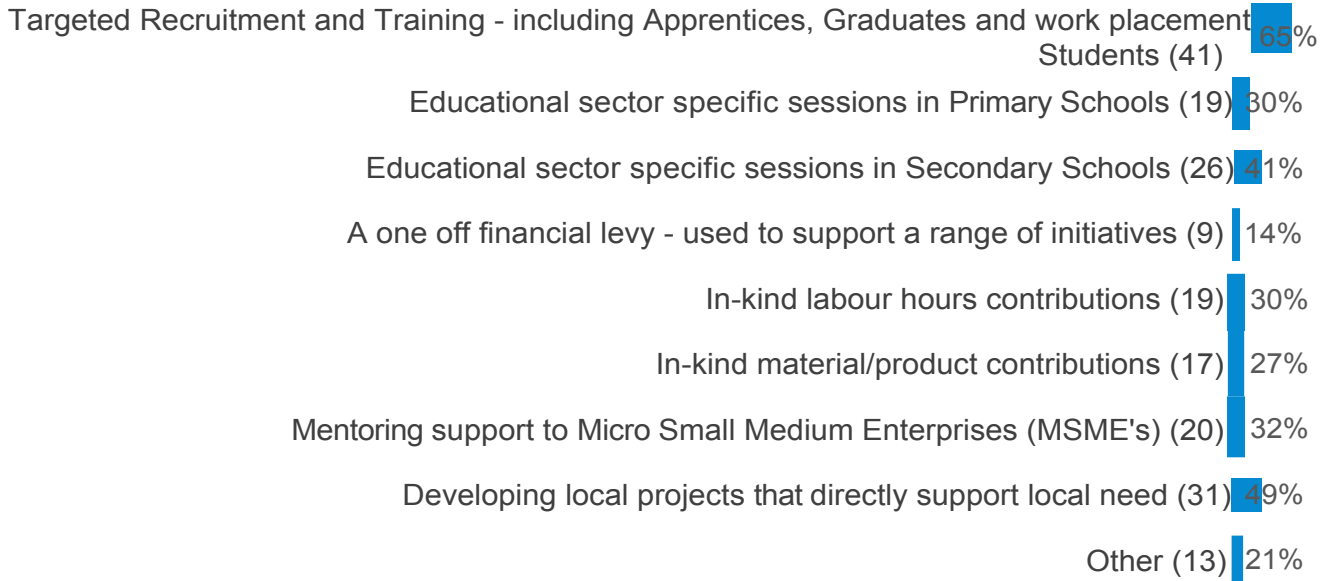 Targeted Recruitment and Training - including Apprentices, Graduates and work placement 65%
Students (41)
Educational sector specific sessions in Primary Schools (19) 30%
Educational sector specific sessions in Secondary Schools (26) 41%
A one off financial levy - used to support a range of initiatives (9) 14%
In-kind labour hours contributions (19) 30%
In-kind material/product contributions (17) 27%
Mentoring support to Micro Small Medium Enterprises (MSME's) (20) 32%
Developing local projects that directly support local need (31) 49%
Other (13) 21%